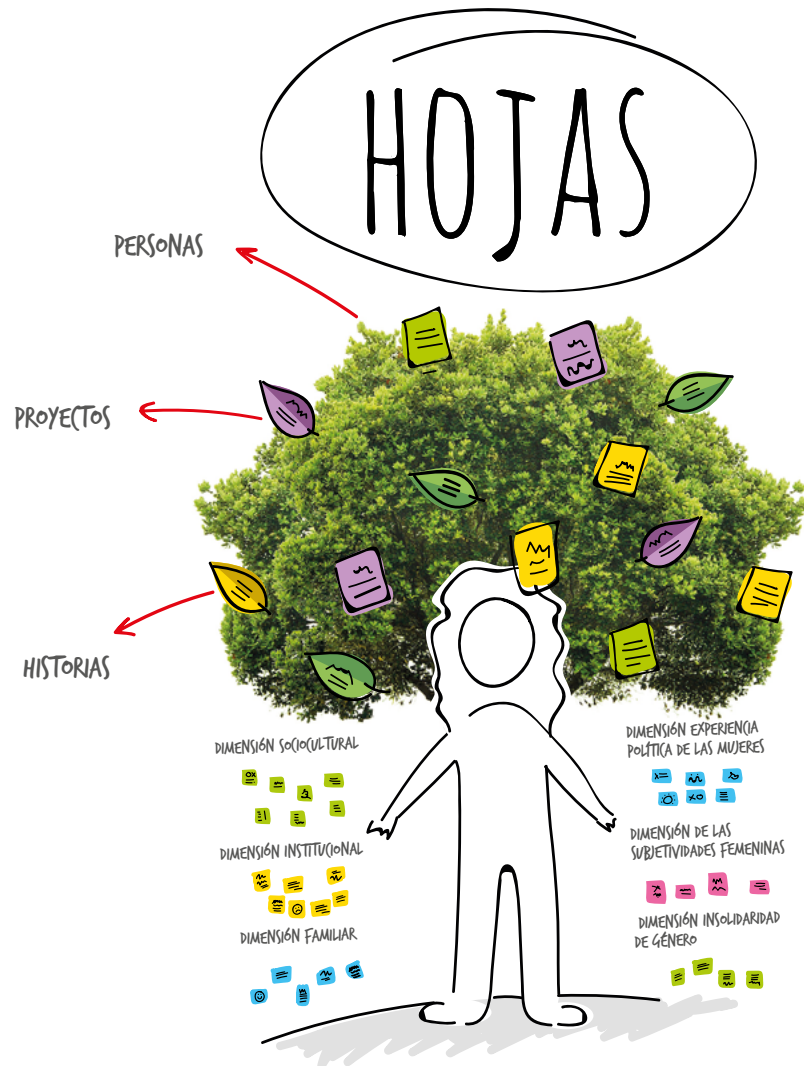 HOJAS
PERSONAS
PROYECTOS
HISTORIAS
DIMENSIÓN SOCIOCULTURAL
DIMENSIÓN INSTITUCIONAL
DIMENSIÓN FAMILIAR
DIMENSIÓN EXPERIENCIA
POLÍTICA DE LAS MUJERES
DIMENSIÓN DE LAS
SUBJETIVIDADES FEMENINAS
DIMENSIÓN INSOLIDARIDAD
DE GÉNERO